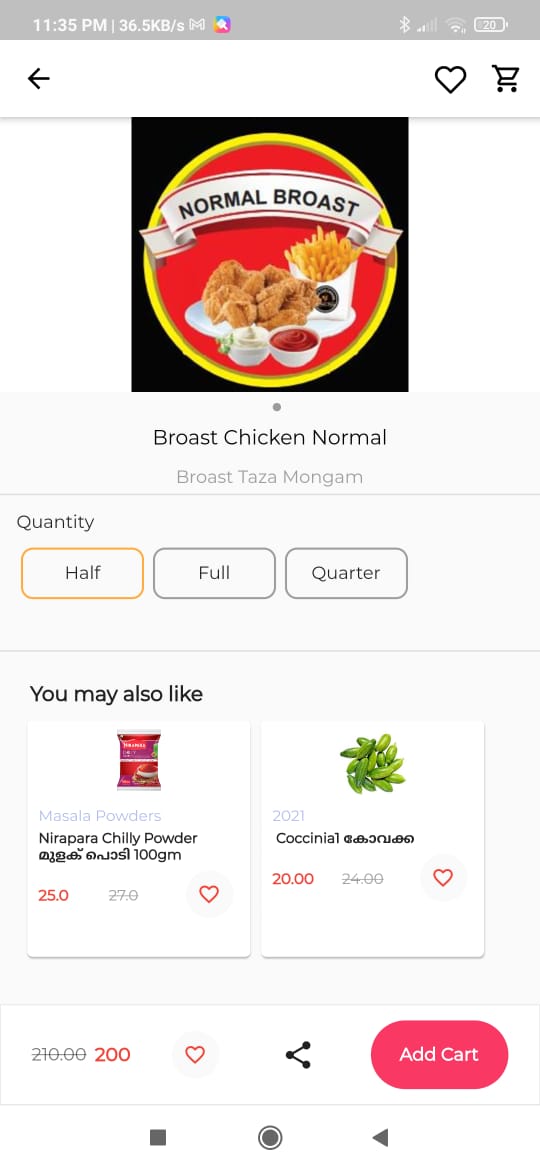 11:35 PM | 36.5KB/s
20
NORMAL BROAST
Broast Chicken Normal
Broast Taza Mongam
Quantity
Half
Full
Quarter
You may also like
NIRAPARA
Masala Powders
Nirapara Chilly Powder
മുളക് പൊടി 100gm
25.0 27.0
2021
Coccinia1 കോവക്ക
20.00 24.00
210.00 200
Add Cart